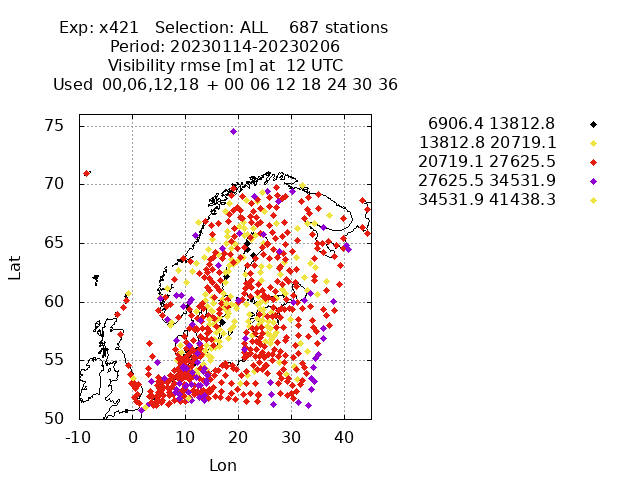 Exp: x421 Selection: ALL 687 stations
Period: 20230114-20230206
Visibility rmse [m] at 12 UTC
Used 00,06,12,18 + 00 06 12 18 24 30 36
6906.4 13812.8
13812.8 20719.1
20719.1 27625.5
27625.5 34531.9
34531.9 41438.3
75
70
65
60
55
50
Lat
-10 0 10 20 30 40
Lon